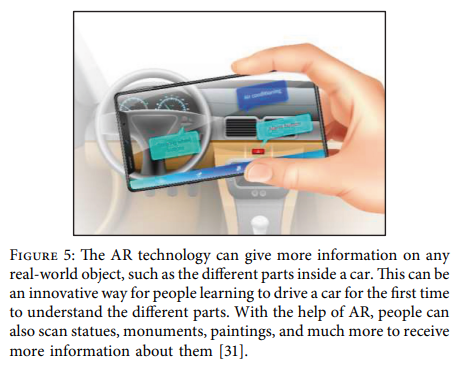 Air conditioning
FIGURE 5: The AR technology can give more information on any
real-world object, such as the different parts inside a car. This can be
an innovative way for people learning to drive a car for the first time
to understand the different parts. With the help of AR, people can
also scan statues, monuments, paintings, and much more to receive
more information about them [31].